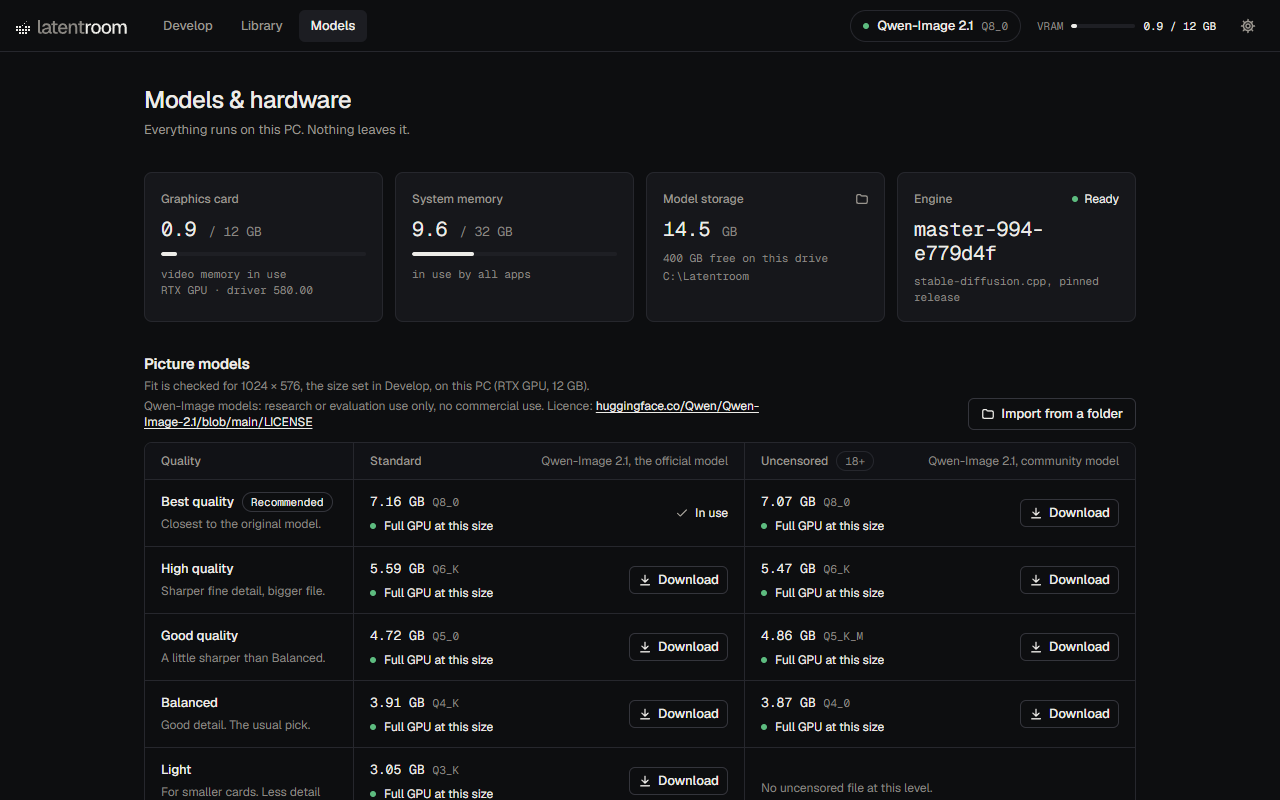 latentroom
Develop
Library
Models
Qwen-Image 2.1 Q8_0
VRAM 0.9 / 12 GB
Models & hardware
Everything runs on this PC. Nothing leaves it.
Graphics card
0.9 / 12 GB
video memory in use
RTX GPU · driver 580.00
System memory
9.6 / 32 GB
in use by all apps
Model storage
14.5 GB
400 GB free on this drive
C:\Latentroom
Engine
Ready
master-994-
e779d4f
stable-diffusion.cpp, pinned
release
Picture models
Fit is checked for 1024 × 576, the size set in Develop, on this PC (RTX GPU, 12 GB).
Qwen-Image models: research or evaluation use only, no commercial use. Licence: huggingface.co/Qwen/Qwen-
Image-2.1/blob/main/LICENSE
Import from a folder
Quality
Standard
Qwen-Image 2.1, the official model
Uncensored 18+
Qwen-Image 2.1, community model
Best quality Recommended
Closest to the original model.
7.16 GB Q8_0
Full GPU at this size
In use
7.07 GB Q8_0
Full GPU at this size
Download
High quality
Sharper fine detail, bigger file.
5.59 GB Q6_K
Full GPU at this size
Download
5.47 GB Q6_K
Full GPU at this size
Download
Good quality
A little sharper than Balanced.
4.72 GB Q5_0
Full GPU at this size
Download
4.86 GB Q5_K_M
Full GPU at this size
Download
Balanced
Good detail. The usual pick.
3.91 GB Q4_K
Full GPU at this size
Download
3.87 GB Q4_0
Full GPU at this size
Download
Light
For smaller cards. Less detail
3.05 GB Q3_K
Full GPU at this size
Download
No uncensored file at this level.